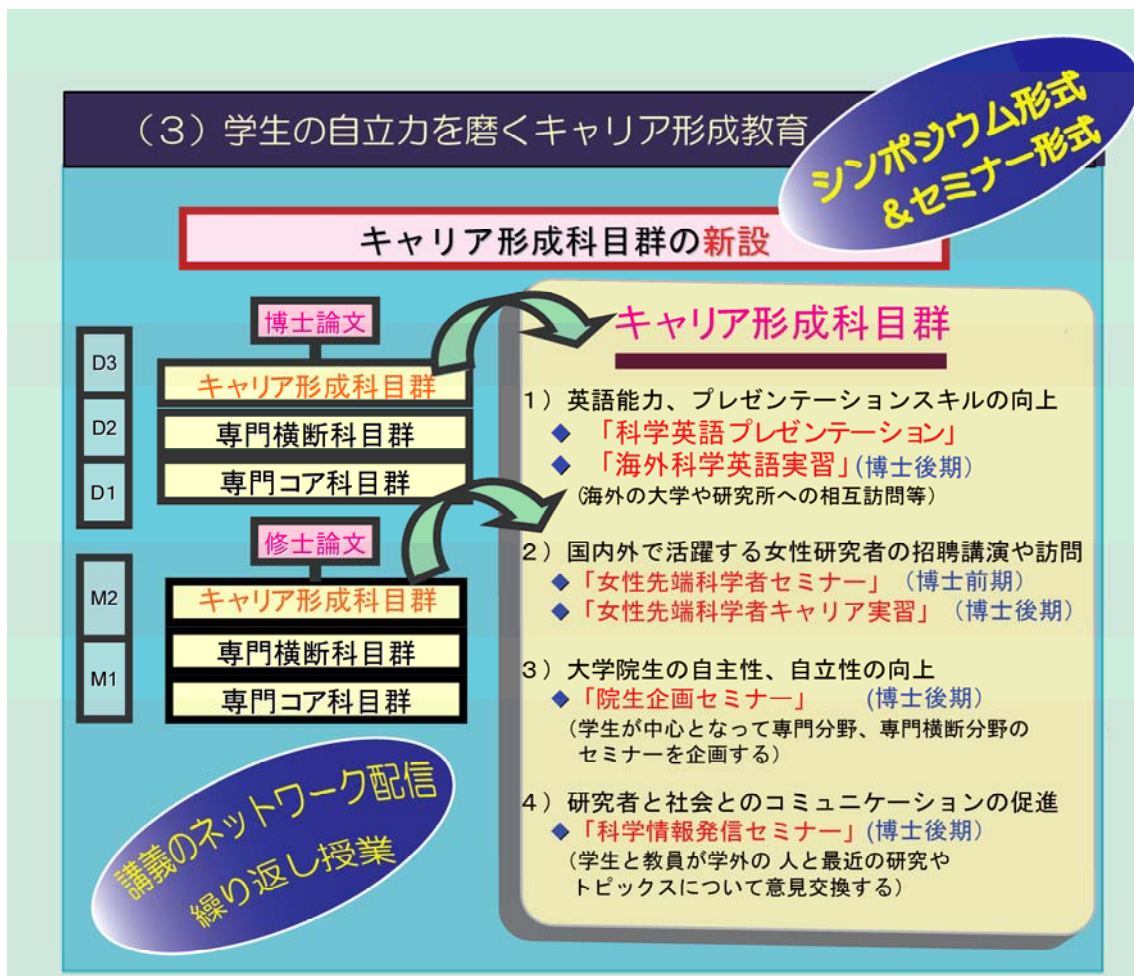 （3）学生の自立力を磨くキャリア形成教育
シンポジウム形式
＆セミナー形式
キャリア形成科目群の新設
博士論文
D3
キャリア形成科目群
D2
専門横断科目群
D1
専門コア科目群
修士論文
M2
キャリア形成科目群
専門横断科目群
M1
専門コア科目群
講義のネットワーク配信
繰り返し授業
キャリア形成科目群
1）英語能力、プレゼンテーションスキルの向上
◆ 「科学英語プレゼンテーション」
◆ 「海外科学英語実習」(博士後期）
（海外の大学や研究所への相互訪問等）
2）国内外で活躍する女性研究者の招聘講演や訪問
◆「女性先端科学者セミナー」（博士前期）
◆「女性先端科学者キャリア実習」（博士後期）
3）大学院生の自主性、自立性の向上
◆「院生企画セミナー」 (博士後期）
（学生が中心となって専門分野、専門横断分野の
セミナーを企画する）
4）研究者と社会とのコミュニケーションの促進
◆「科学情報発信セミナー」(博士後期）
（学生と教員が学外の 人と最近の研究や
トピックスについて意見交換する）